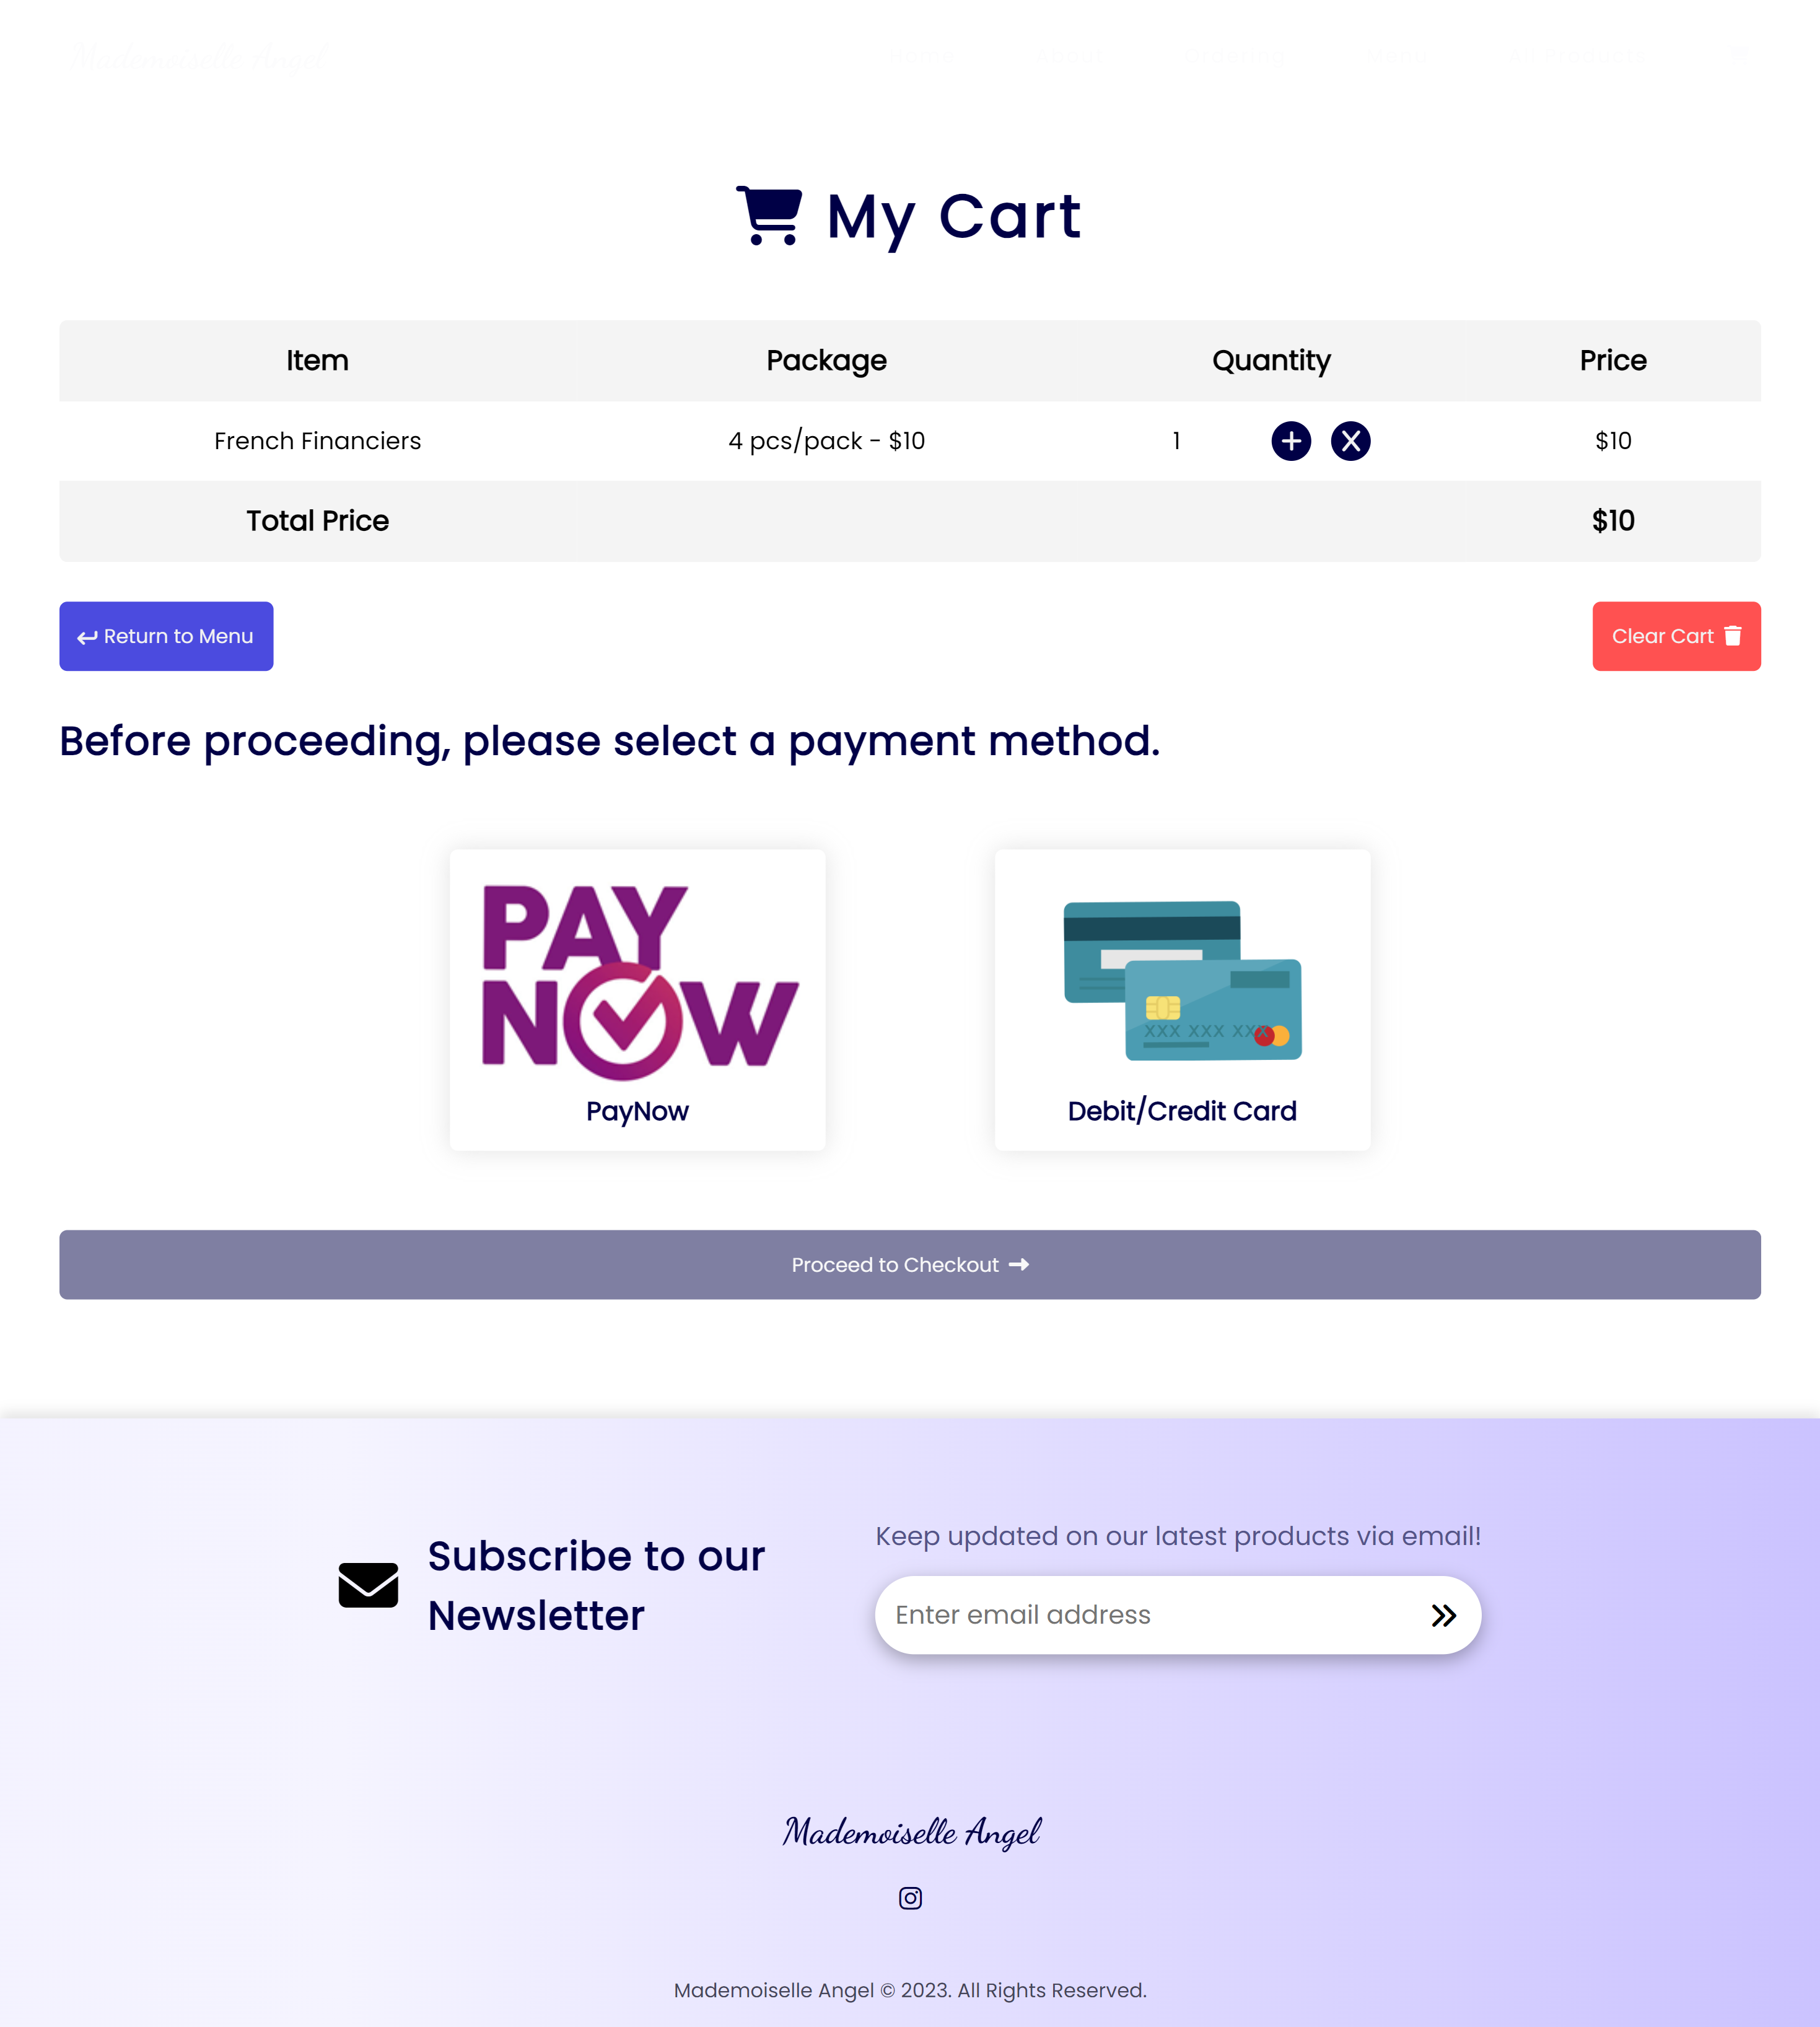 Mademoiselle Angel
My Cart
Item Package Quantity Price
French Financiers 4 pcs/pack - $10 1 $10
Total Price $10
Return to Menu Clear Cart
Before proceeding, please select a payment method.
PAY
NOW
XXX XXX XXX
PayNow Debit/Credit Card
Proceed to Checkout
Subscribe to our
Newsletter
Keep updated on our latest products via email!
Enter email address
Mademoiselle Angel
Mademoiselle Angel © 2023. All Rights Reserved.